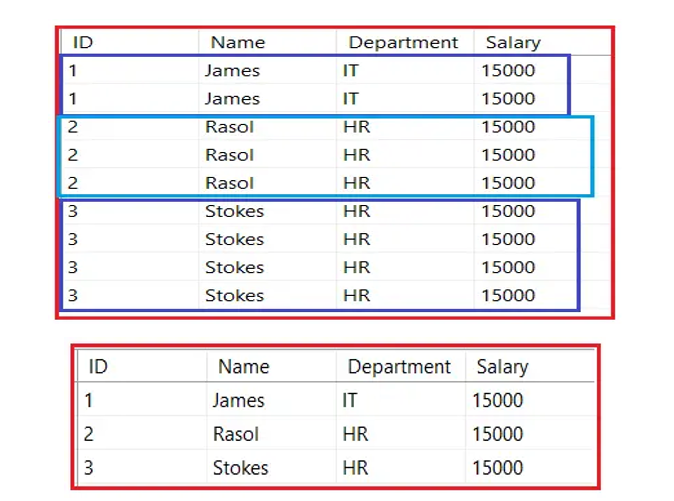 ID Name Department Salary
1 James IT 15000
1 James IT 15000
2 Rasol HR 15000
2 Rasol HR 15000
2 Rasol HR 15000
3 Stokes HR 15000
3 Stokes HR 15000
3 Stokes HR 15000
3 Stokes HR 15000
ID Name Department Salary
1 James IT 15000
2 Rasol HR 15000
3 Stokes HR 15000